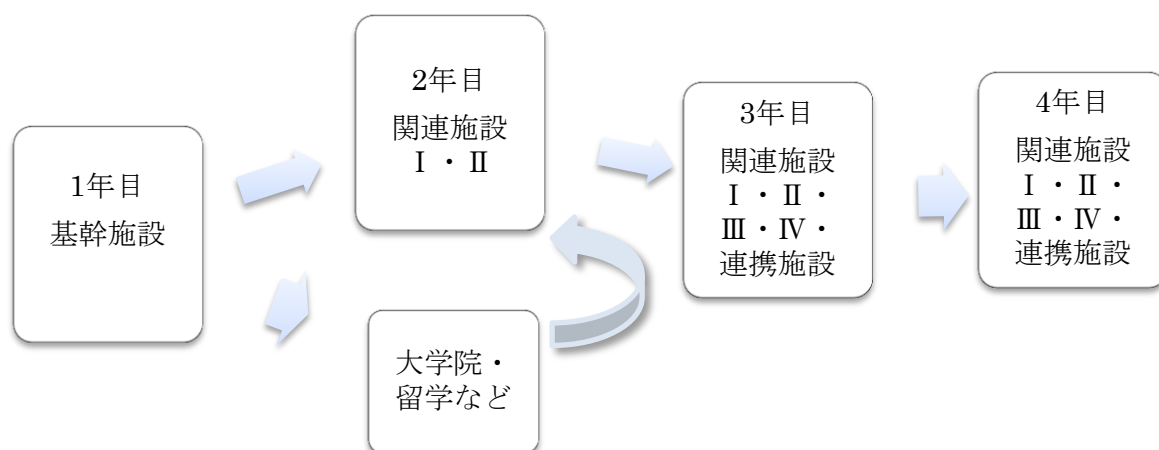 1年目
基幹施設
2年目
関連施設
Ⅰ・Ⅱ
大学院・
留学など
3年目
関連施設
Ⅰ・Ⅱ・
Ⅲ・Ⅳ・
連携施設
4年目
関連施設
Ⅰ・Ⅱ・
Ⅲ・Ⅳ・
連携施設